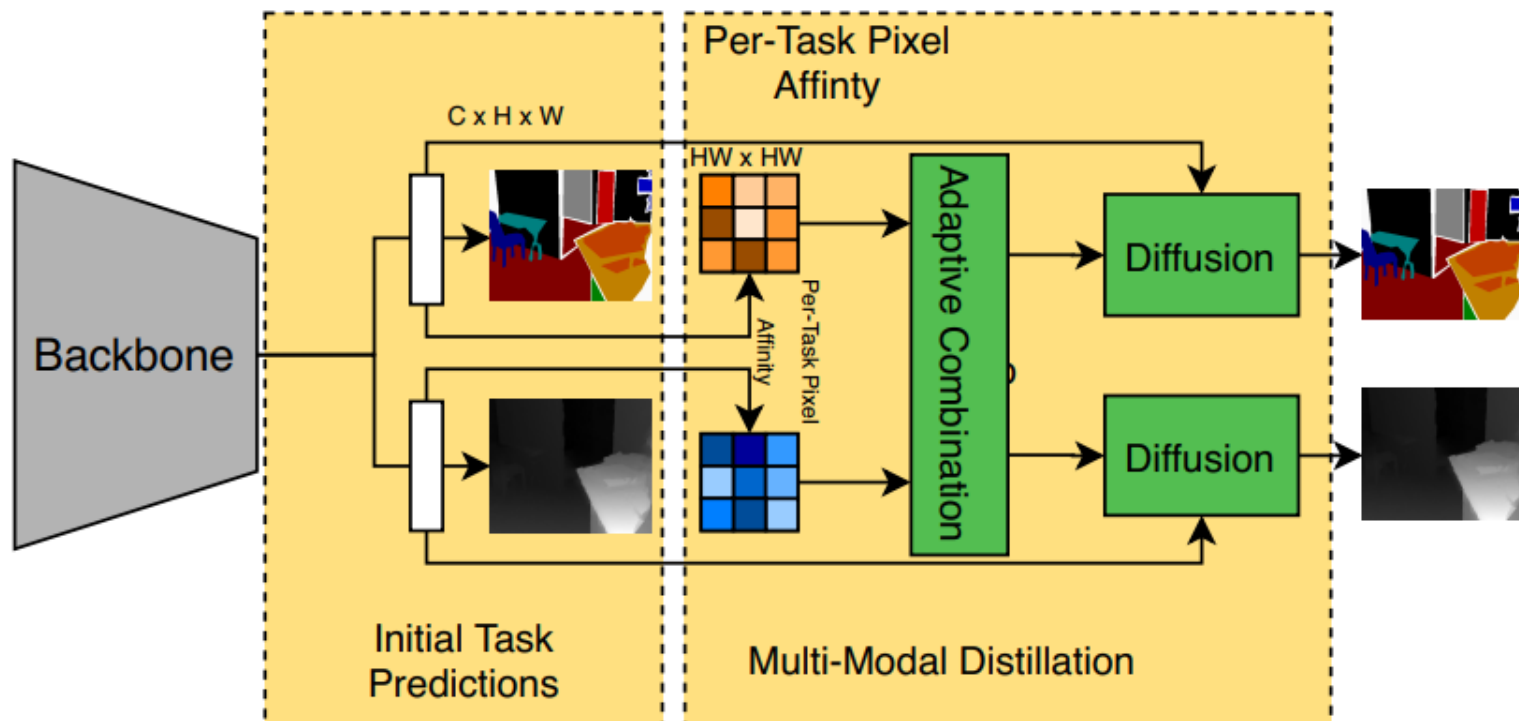 Per-Task Pixel
Affinty
C x H x W
HW x HW
Backbone
Adaptive Combination
Diffusion
Per-Task Pixel
Affinity
Diffusion
Initial Task
Predictions
Multi-Modal Distillation